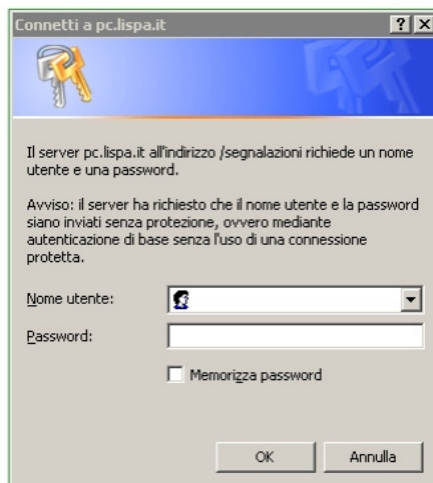 Connetti a pc.lispa.it
Il server pc.lispa.it all'indirizzo /segnalazioni richiede un nome
utente e una password.
Avviso: il server ha richiesto che il nome utente e la password
siano inviati senza protezione, ovvero mediante
autenticazione di base senza l'uso di una connessione
protetta.
Nome utente:
Password:
Memorizza password
OK Annulla